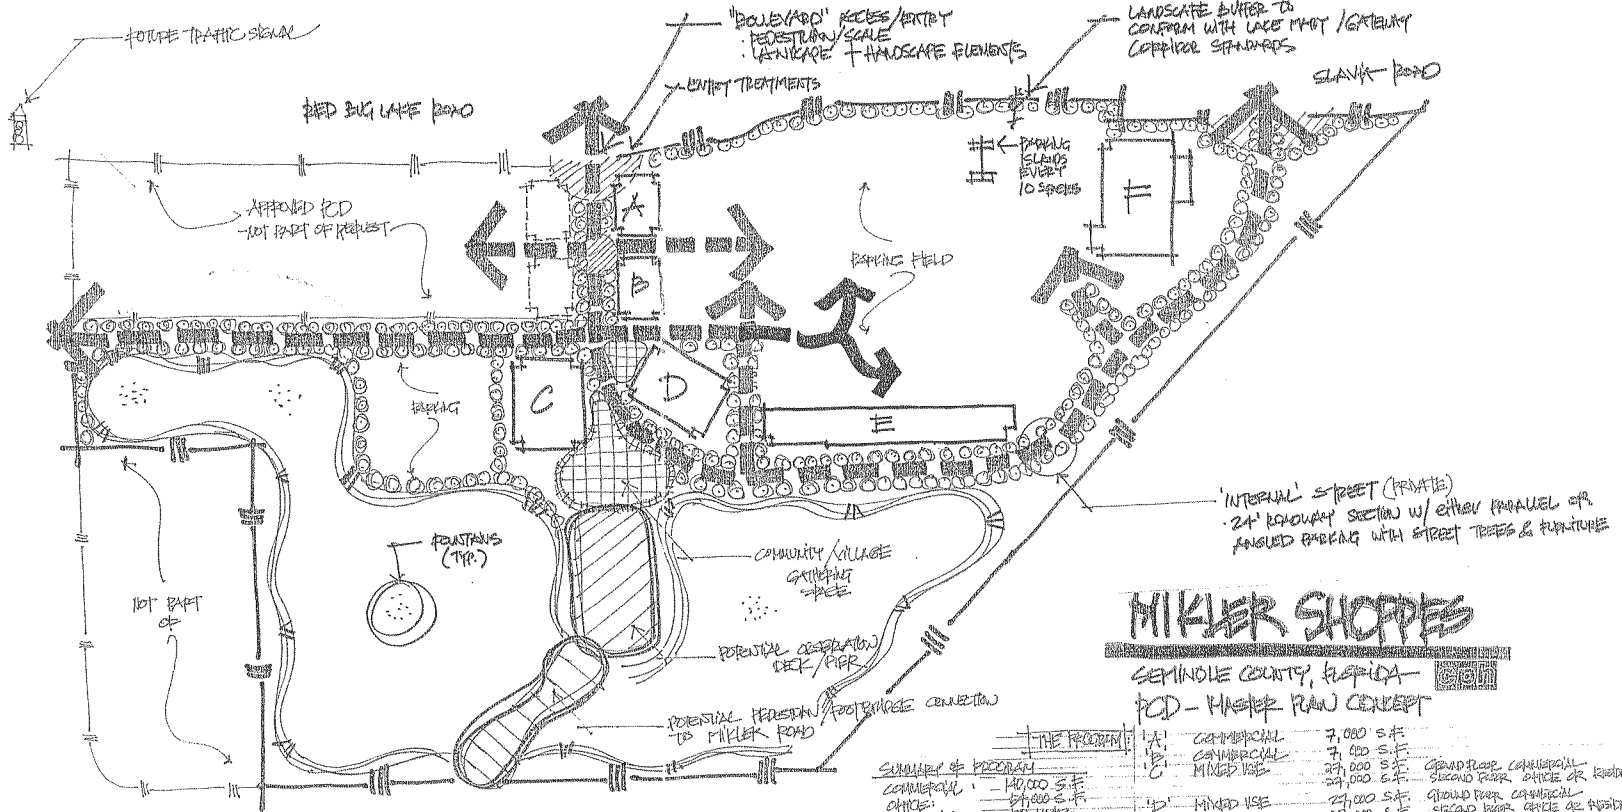 FUTURE TRAFFIC SIGNAL
"BOULEVARD" ACCESS/ENTRY
· PEDESTRIAN/SCALE
· LANDSCAPE + HARDSCAPE ELEMENTS
LANDSCAPE BUFFER TO
CONFORM WITH LAKE MARY/GATEWAY
CORRIDOR STANDARDS
SLAVIA ROAD
ENTRY TREATMENTS
RED BUG LAKE ROAD
PARKING
ISLANDS
EVERY
10 SPACES
F
A
APPROVED PCD
-NOT PART OF REQUEST
B
PARKING FIELD
C
D
PARKING
E
'INTERNAL' STREET (PRIVATE)
· 24' ROADWAY SECTION W/ EITHER PARALLEL OR
ANGLED PARKING WITH STREET TREES & FURNITURE
FOUNTAINS
(TYP.)
COMMUNITY/VILLAGE
GATHERING
SPACE
NOT PART
OF
POTENTIAL OBSERVATION
DECK/PIER
POTENTIAL PEDESTRIAN/FOOTBRIDGE CONNECTION
TO MIKLER ROAD
MIKLER SHOPPES
SEMINOLE COUNTY, FLORIDA
cph
PCD - MASTER PLAN CONCEPT
THE PROGRAM
'A' COMMERCIAL 7,000 S.F.
'B' COMMERCIAL 7,000 S.F.
'C' MIXED USE 27,000 S.F. GROUND FLOOR COMMERCIAL
27,000 S.F. SECOND FLOOR OFFICE OR
'D' MIXED USE 27,000 S.F. GROUND FLOOR COMMERCIAL
S.F. SECOND FLOOR OFFICE OR
SUMMARY OF PROGRAM
COMMERCIAL: 140,000 S.F.
OFFICE: 54,000 S.F.